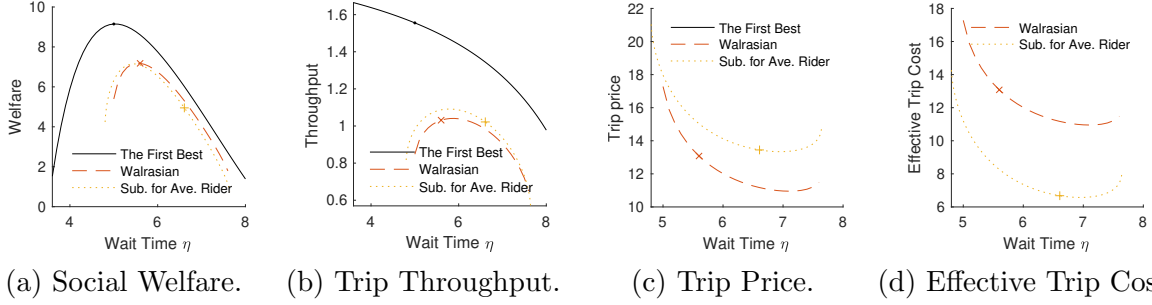 10
8
6
4
2
0
Welfare
The First Best
Walrasian
Sub. for Ave. Rider
4 5 6 7 8
Wait Time η
(a) Social Welfare.
1.6
1.4
1.2
1
0.8
0.6
Throughput
The First Best
Walrasian
Sub. for Ave. Rider
4 5 6 7 8
Wait Time η
(b) Trip Throughput.
22
20
18
16
14
12
10
Trip price
The First Best
Walrasian
Sub. for Ave. Rider
5 6 7 8
Wait Time η
(c) Trip Price.
18
16
14
12
10
8
6
Effective Trip Cost
Walrasian
Sub. for Ave. Rider
5 6 7 8
Wait Time η
(d) Effective Trip Cos